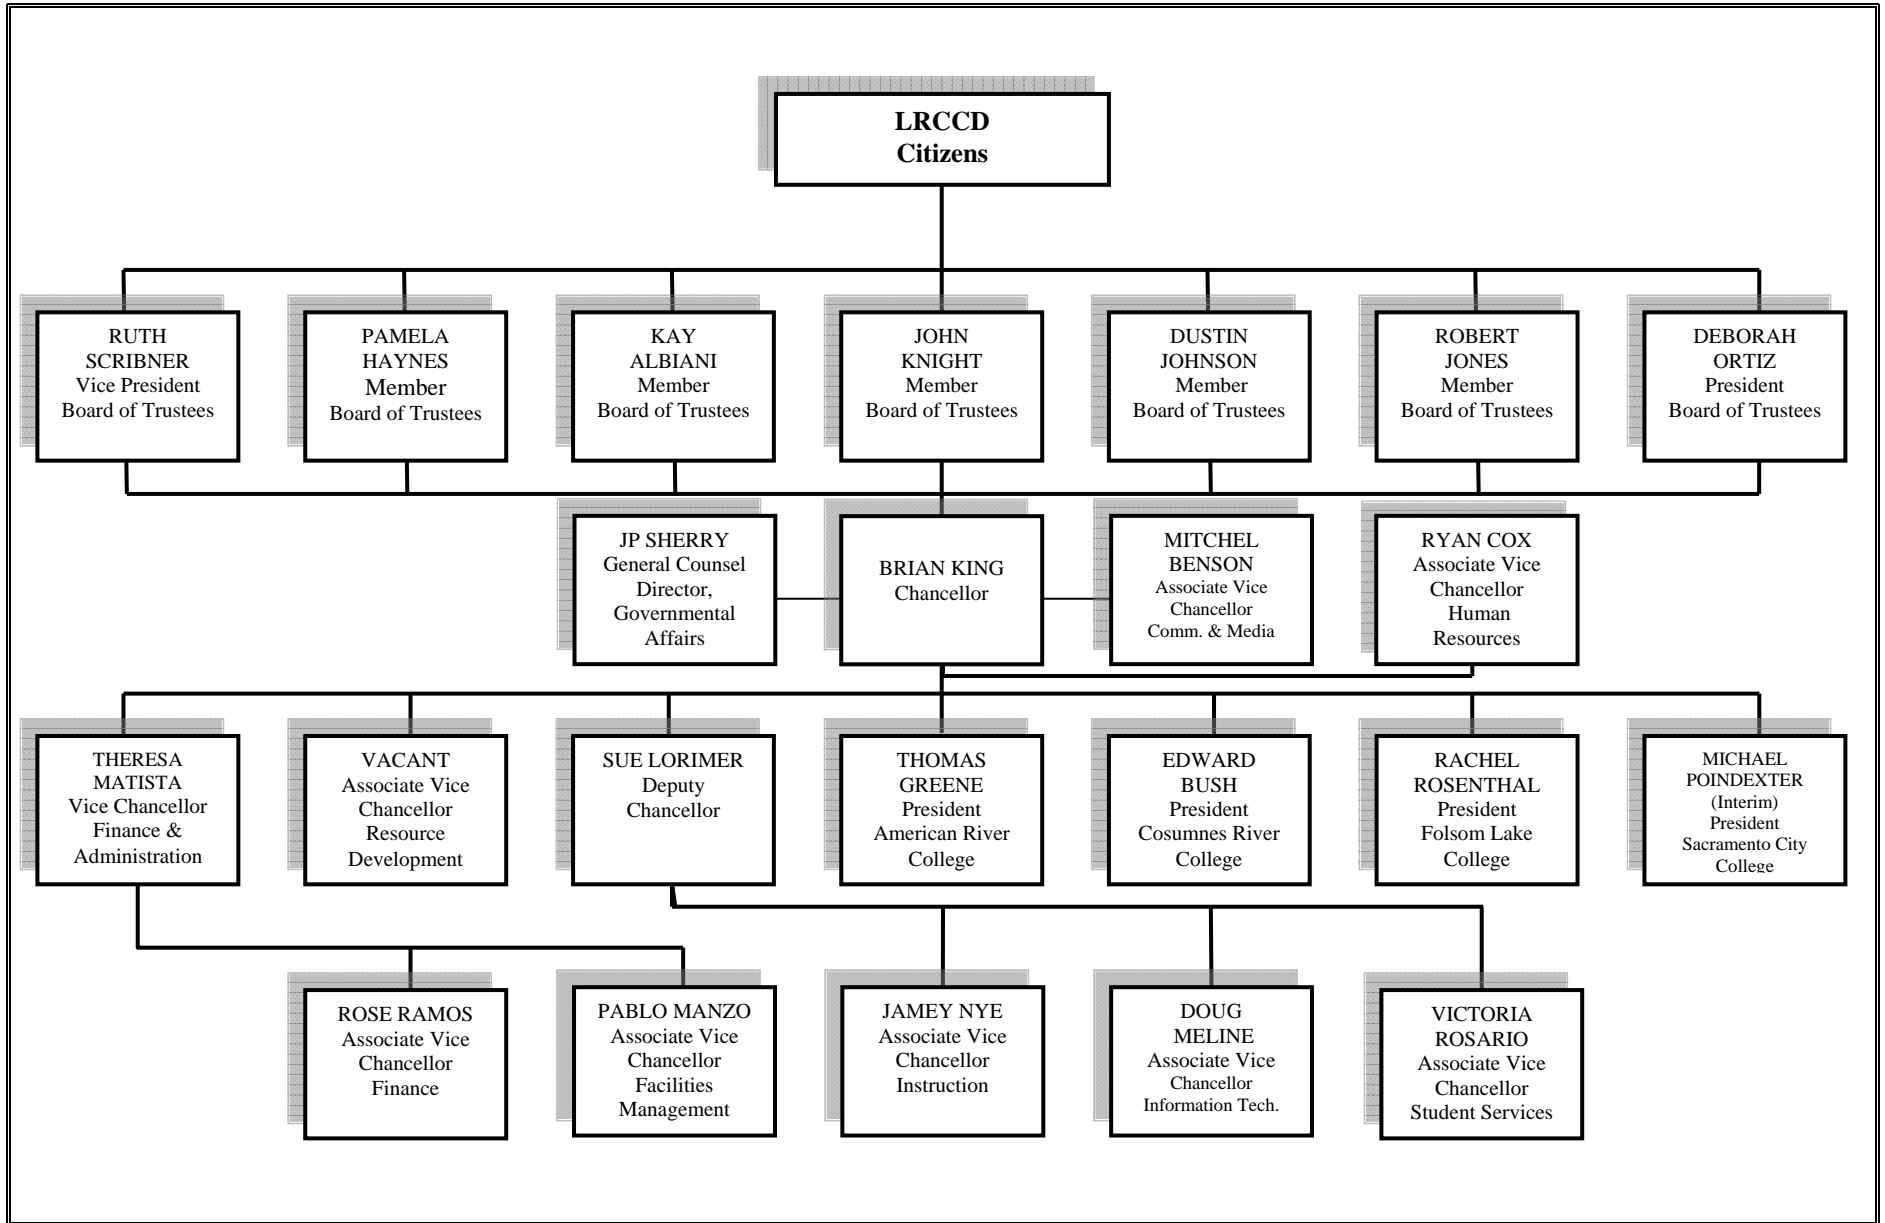 LRCCD
Citizens
RUTH
SCRIBNER
Vice President
Board of Trustees
PAMELA
HAYNES
Member
Board of Trustees
KAY
ALBIANI
Member
Board of Trustees
JOHN
KNIGHT
Member
Board of Trustees
DUSTIN
JOHNSON
Member
Board of Trustees
ROBERT
JONES
Member
Board of Trustees
DEBORAH
ORTIZ
President
Board of Trustees
JP SHERRY
General Counsel
Director,
Governmental
Affairs
BRIAN KING
Chancellor
MITCHEL
BENSON
Associate Vice
Chancellor
Comm. & Media
RYAN COX
Associate Vice
Chancellor
Human
Resources
THERESA
MATISTA
Vice Chancellor
Finance &
Administration
VACANT
Associate Vice
Chancellor
Resource
Development
SUE LORIMER
Deputy
Chancellor
THOMAS
GREENE
President
American River
College
EDWARD
BUSH
President
Cosumnes River
College
RACHEL
ROSENTHAL
President
Folsom Lake
College
MICHAEL
POINDEXTER
(Interim)
President
Sacramento City
College
ROSE RAMOS
Associate Vice
Chancellor
Finance
PABLO MANZO
Associate Vice
Chancellor
Facilities
Management
JAMEY NYE
Associate Vice
Chancellor
Instruction
DOUG
MELINE
Associate Vice
Chancellor
Information Tech.
VICTORIA
ROSARIO
Associate Vice
Chancellor
Student Services